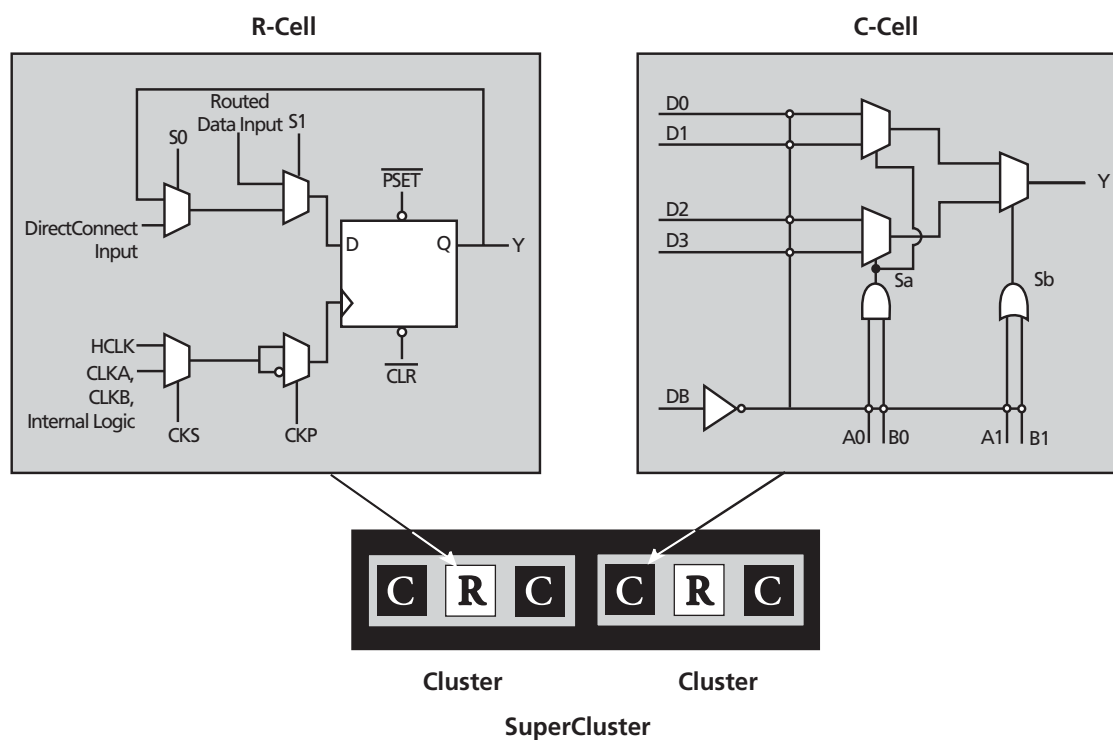 R-Cell
Routed
Data Input
S1
S0
PSET
DirectConnect
Input
D
Q
Y
HCLK
CLKA,
CLKB,
Internal Logic
CKS
CKP
CLR
C-Cell
D0
D1
D2
D3
Sa
Sb
Y
DB
A0
B0
A1
B1
C R C
C R C
Cluster
Cluster
SuperCluster